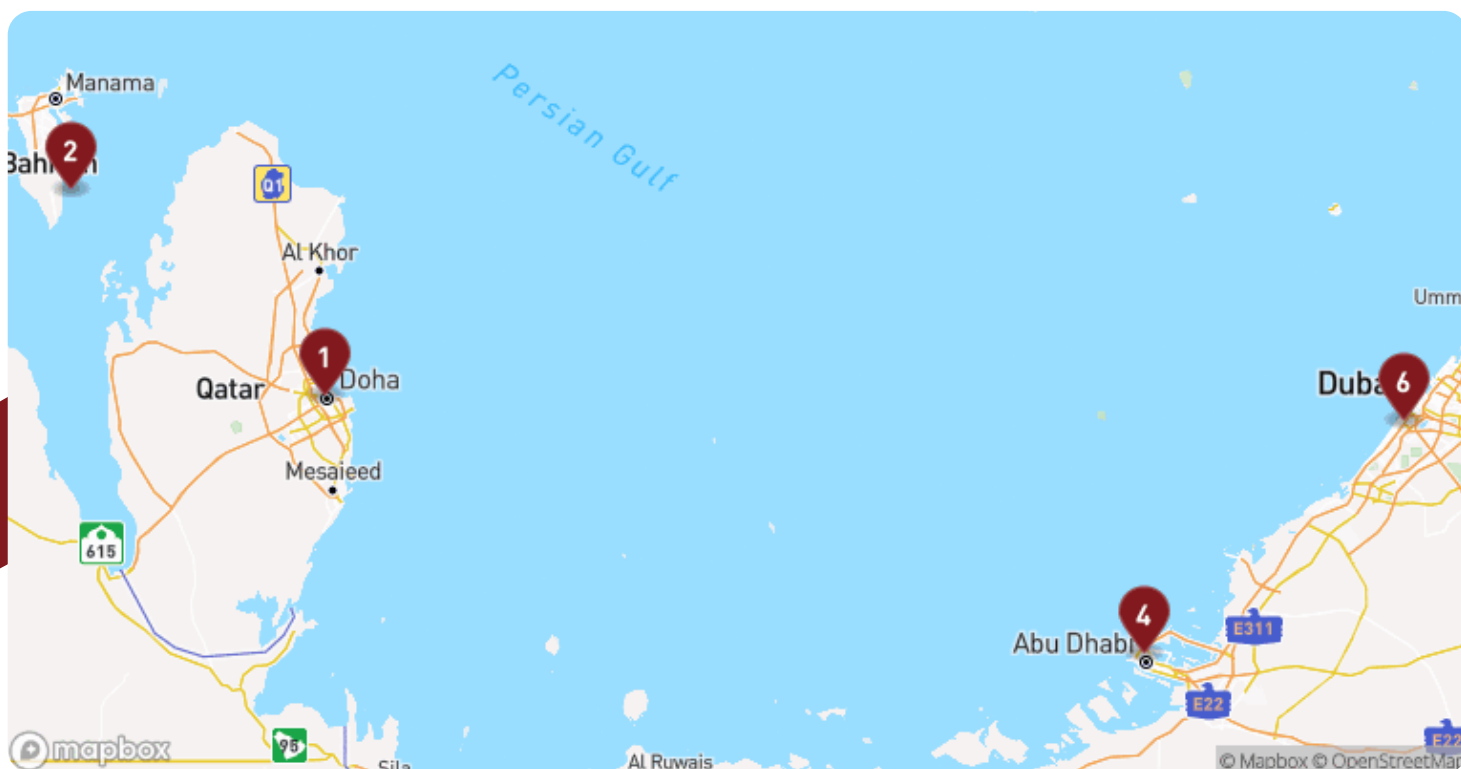 Manama
2
Bahrain
Persian Gulf
Q1
Al Khor
Umm
1
Doha
Qatar
Dubai
6
Mesaieed
615
4
Abu Dhabi
E311
E22
95
E22
mapbox
Sila
Al Ruwais
© Mapbox © OpenStreetMap